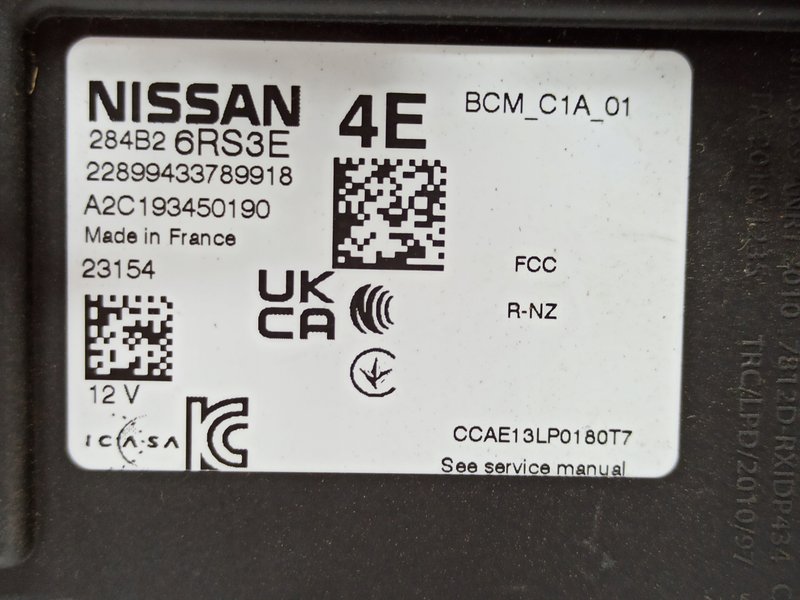 NISSAN
284B2 6RS3E
22899433789918
A2C193450190
Made in France
23154
12 V
ICASA
4E
UK
CA
BCM_C1A_01
FCC
R-NZ
CCAE13LP0180T7
See service manual
TRC/LPD/2010/97